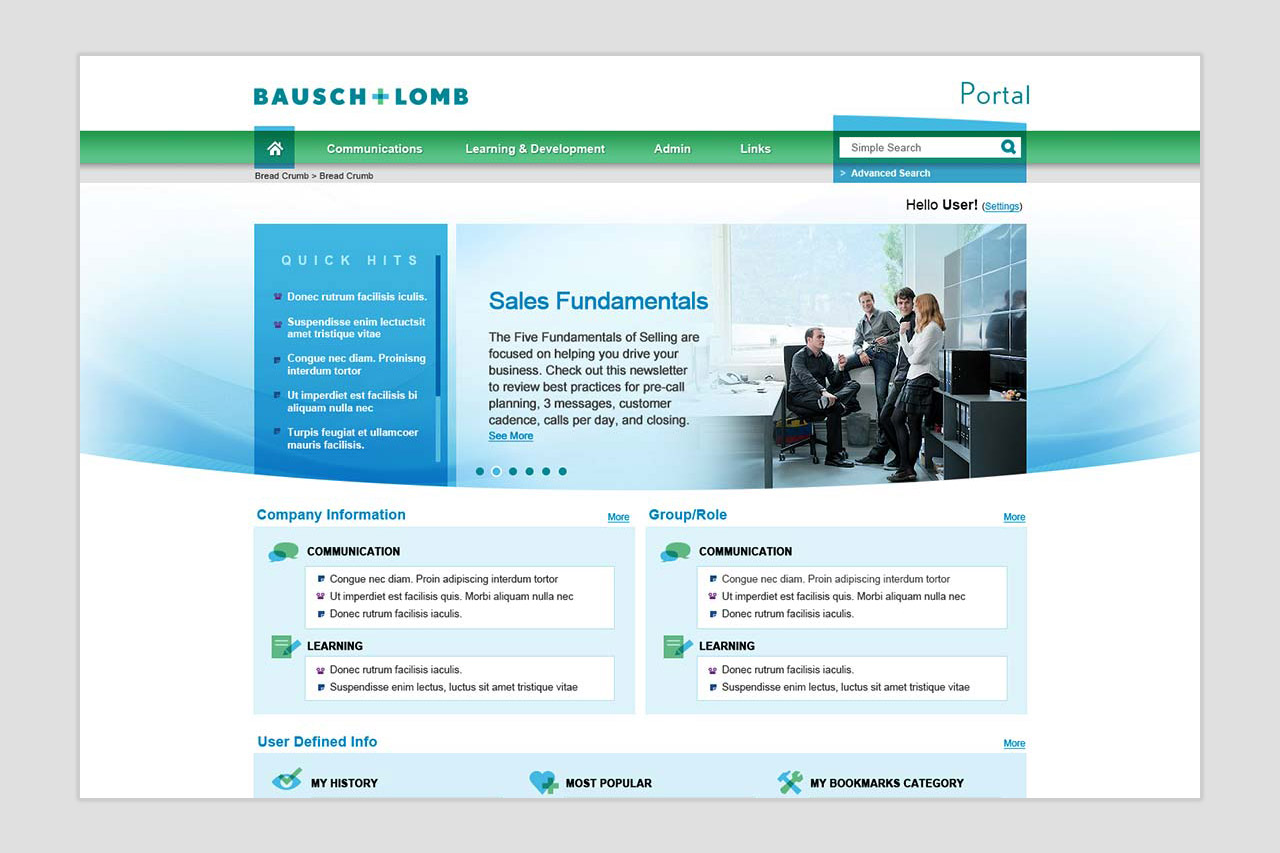 BAUSCH+LOMB
Portal
Communications
Learning & Development
Admin
Links
Simple Search
> Advanced Search
Bread Crumb > Bread Crumb
Hello User! (Settings)
QUICK HITS
Donec rutrum facilisis iculis.
Suspendisse enim lectuctsit
amet tristique vitae
Congue nec diam. Proinisng
interdum tortor
Ut imperdiet est facilisis bi
aliquam nulla nec
Turpis feugiat et ullamcoer
mauris facilisis.
Sales Fundamentals
The Five Fundamentals of Selling are
focused on helping you drive your
business. Check out this newsletter
to review best practices for pre-call
planning, 3 messages, customer
cadence, calls per day, and closing.
See More
Company Information
More
COMMUNICATION
Congue nec diam. Proin adipiscing interdum tortor
Ut imperdiet est facilisis quis. Morbi aliquam nulla nec
Donec rutrum facilisis iaculis.
LEARNING
Donec rutrum facilisis iaculis.
Suspendisse enim lectus, luctus sit amet tristique vitae
Group/Role
More
COMMUNICATION
Congue nec diam. Proin adipiscing interdum tortor
Ut imperdiet est facilisis quis. Morbi aliquam nulla nec
Donec rutrum facilisis iaculis.
LEARNING
Donec rutrum facilisis iaculis.
Suspendisse enim lectus, luctus sit amet tristique vitae
User Defined Info
More
MY HISTORY
MOST POPULAR
MY BOOKMARKS CATEGORY